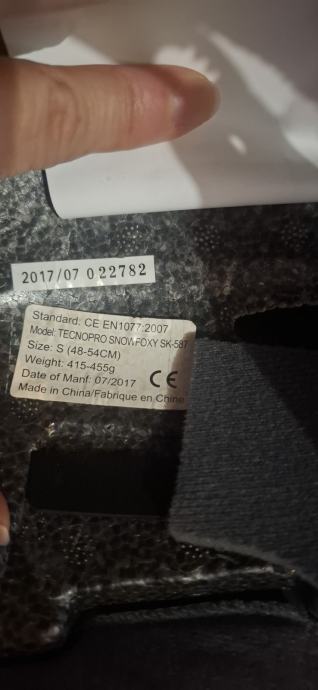 2017/07 022782
Standard: CE EN1077:2007
Model: TECNOPRO SNOWFOXY SK-587
Size: S (48-54CM)
Weight: 415-455g
Date of Manf: 07/2017 CE
Made in China/Fabrique en Chine